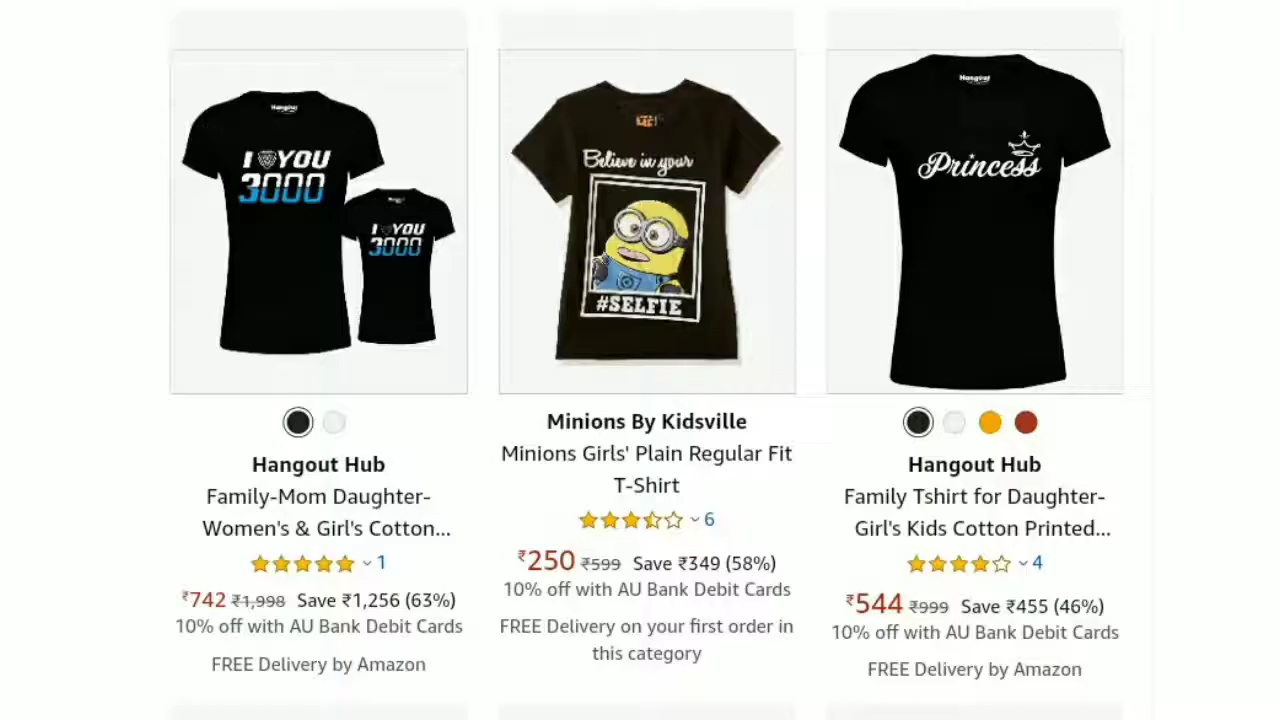 Hangout
I YOU
3000
I YOU
3000
Hangout Hub
Family-Mom Daughter-
Women's & Girl's Cotton...
1
₹742 ₹1,998 Save ₹1,256 (63%)
10% off with AU Bank Debit Cards
FREE Delivery by Amazon
Believe in your
#SELFIE
Minions By Kidsville
Minions Girls' Plain Regular Fit
T-Shirt
6
₹250 ₹599 Save ₹349 (58%)
10% off with AU Bank Debit Cards
FREE Delivery on your first order in
this category
Hangout
Princess
Hangout Hub
Family Tshirt for Daughter-
Girl's Kids Cotton Printed...
4
₹544 ₹999 Save ₹455 (46%)
10% off with AU Bank Debit Cards
FREE Delivery by Amazon